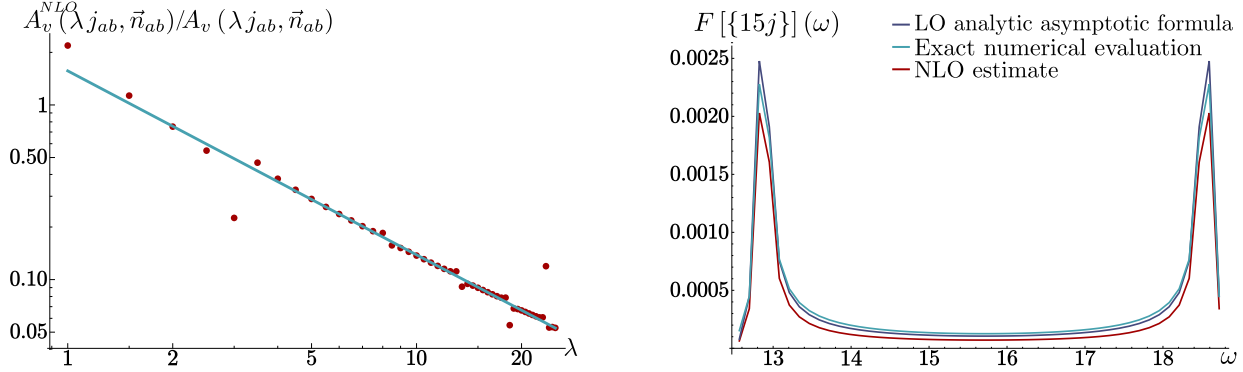 A_v^{NLO}(λ j_{ab}, \vec{n}_{ab})/A_v (λ j_{ab}, \vec{n}_{ab})
1
0.50
0.10
0.05
1 2 5 10 20 λ
F [{15j}] (ω)
LO analytic asymptotic formula
Exact numerical evaluation
NLO estimate
0.0025
0.0020
0.0015
0.0010
0.0005
13 14 15 16 17 18 ω